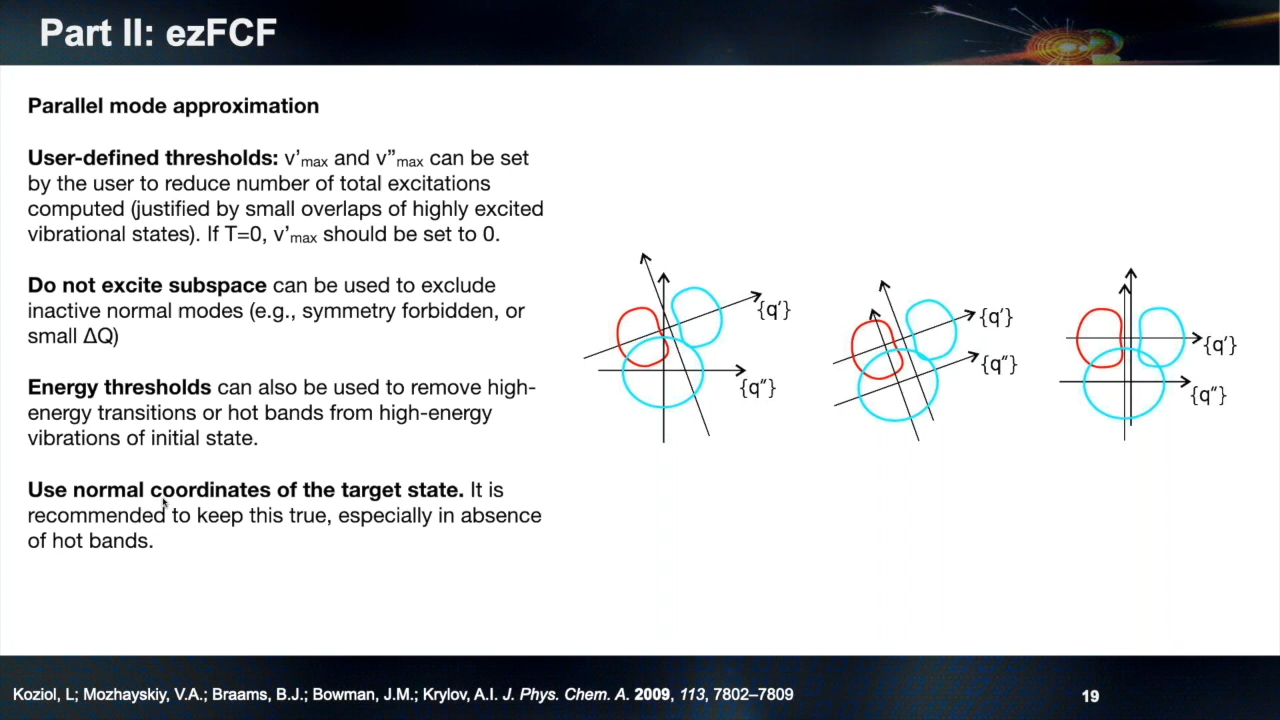 Part II: ezFCF
Parallel mode approximation
User-defined thresholds: v’max and v”max can be set
by the user to reduce number of total excitations
computed (justified by small overlaps of highly excited
vibrational states). If T=0, v’max should be set to 0.
Do not excite subspace can be used to exclude
inactive normal modes (e.g., symmetry forbidden, or
small ΔQ)
Energy thresholds can also be used to remove high-
energy transitions or hot bands from high-energy
vibrations of initial state.
Use normal coordinates of the target state. It is
recommended to keep this true, especially in absence
of hot bands.
{q’}
{q”}
{q’}
{q”}
{q’}
{q”}
Koziol, L; Mozhayskiy, V.A.; Braams, B.J.; Bowman, J.M.; Krylov, A.I. J. Phys. Chem. A. 2009, 113, 7802–7809
19